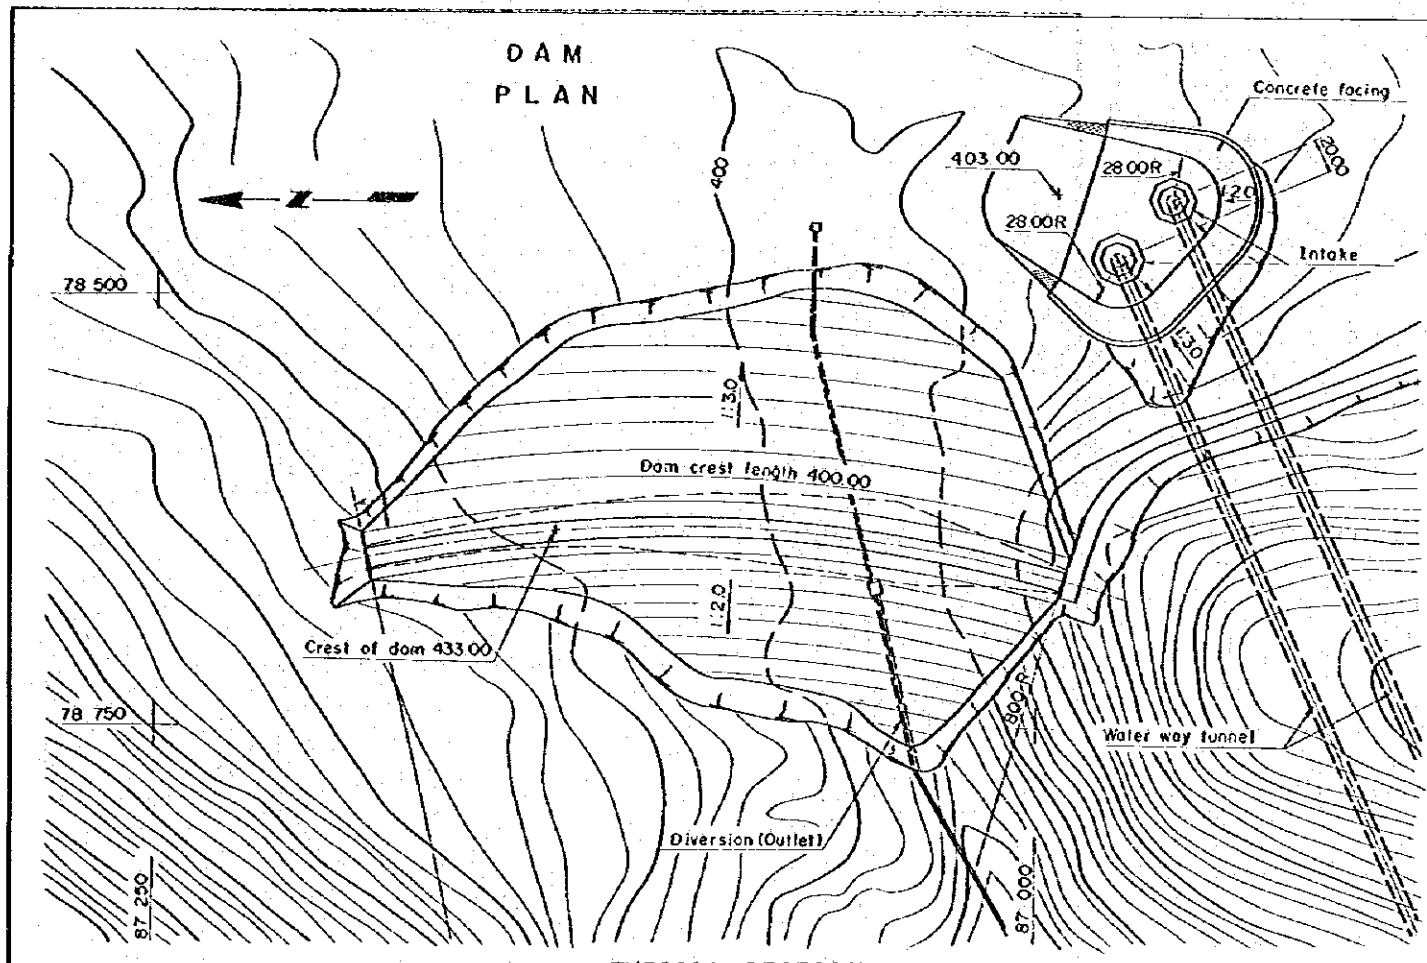 DAM
PLAN
Concrete facing
403.00
28.00R
20.00
1:2.0
28.00R
N
400
Intake
78 500
1:3.0
1:3.0
Dam crest length 400.00
1:2.0
Crest of dam 433.00
800 R
78 750
Water way tunnel
Diversion (Outlet)
87 250
87 000